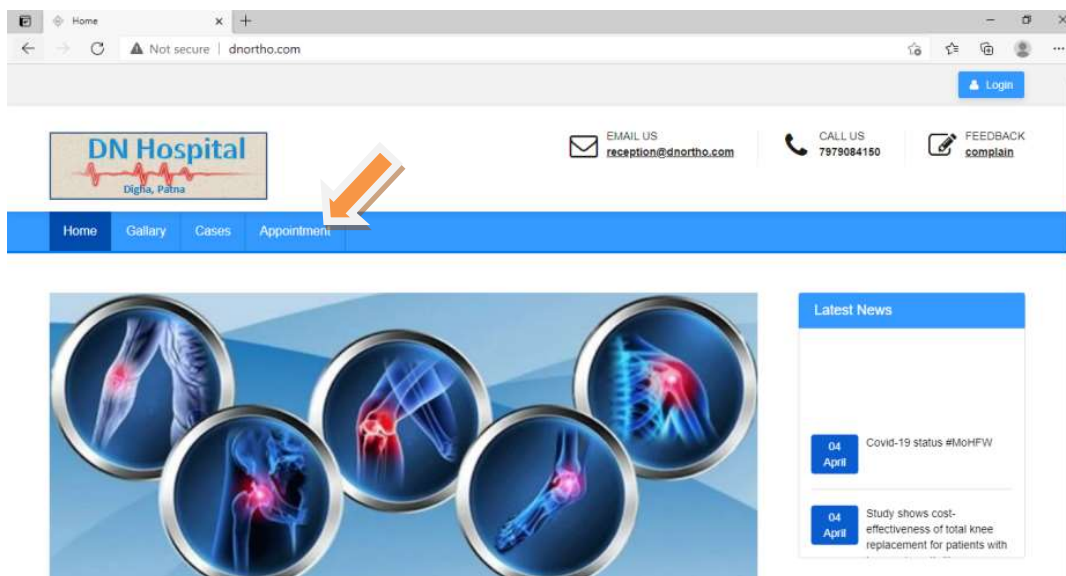 Home
Not secure | dnortho.com
Login
DN Hospital
Digha, Patna
EMAIL US
reception@dnortho.com
CALL US
7979084150
FEEDBACK
complain
Home Gallary Cases Appointment
Latest News
04
April
Covid-19 status #MoHFW
04
April
Study shows cost-
effectiveness of total knee
replacement for patients with